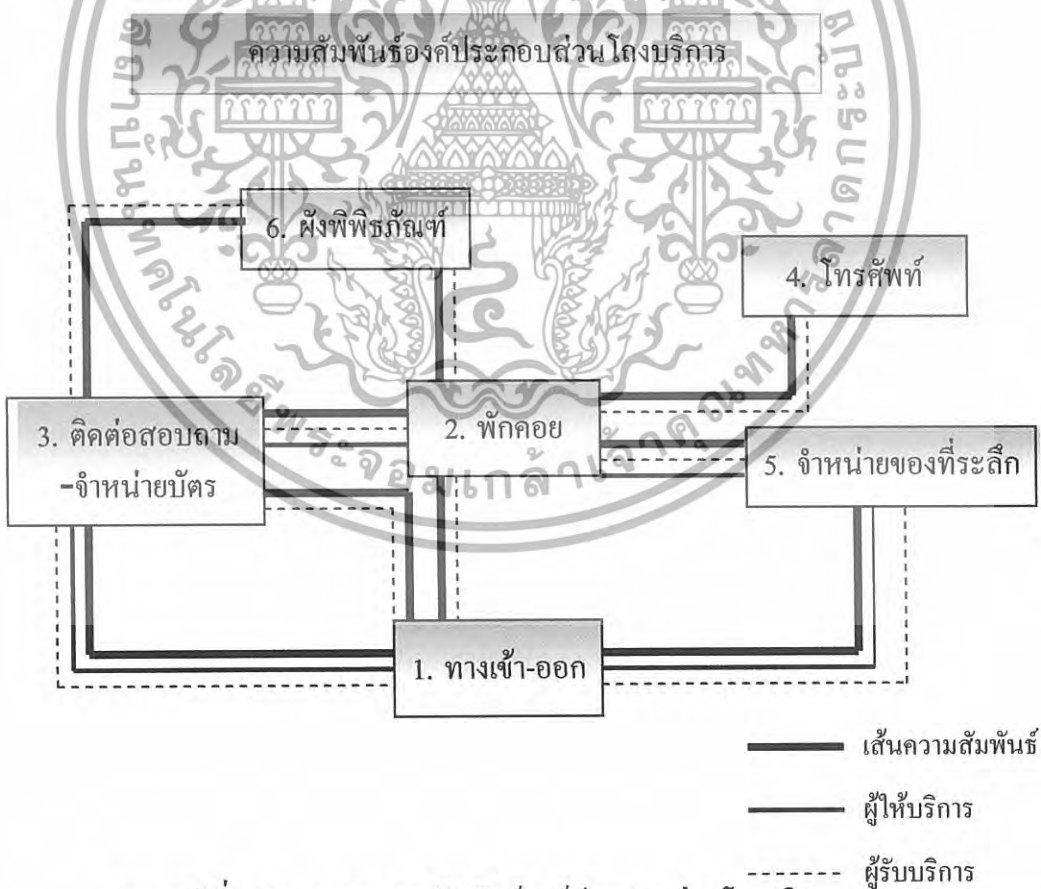 ความสัมพันธ์องค์ประกอบส่วนโถงบริการ
6. ผังพิพิธภัณฑ์
4. โทรศัพท์
3. ติดต่อสอบถาม
-จำหน่ายบัตร
2. พักคอย
5. จำหน่ายของที่ระลึก
1. ทางเข้า-ออก
เส้นความสัมพันธ์
ผู้ให้บริการ
ผู้รับบริการ